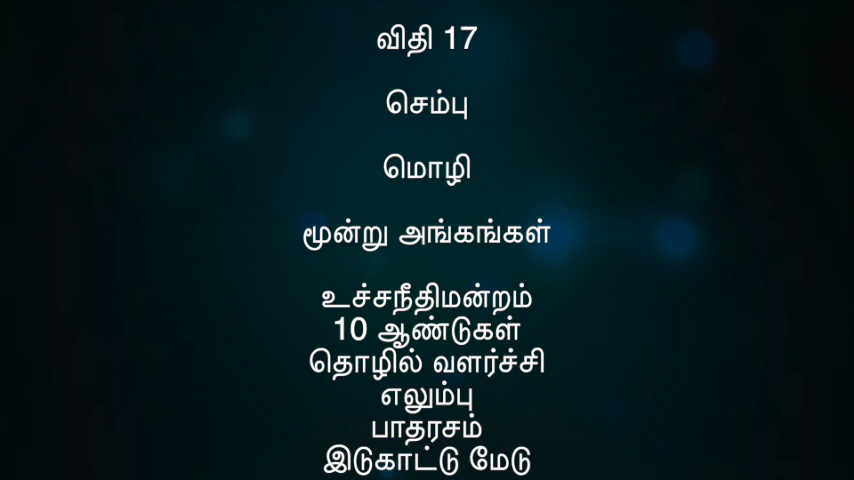 விதி 17
செம்பு
மொழி
மூன்று அங்கங்கள்
உச்சநீதிமன்றம்
10 ஆண்டுகள்
தொழில் வளர்ச்சி
எலும்பு
பாதரசம்
இடுகாட்டு மேடு